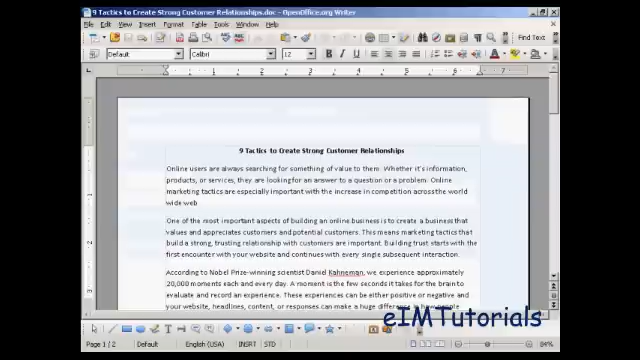 9 Tactics to Create Strong Customer Relationships.doc - OpenOffice.org Writer
File Edit View Insert Format Table Tools Window Help
Find Text
Default Calibri 12
9 Tactics to Create Strong Customer Relationships
Online users are always searching for something of value to them. Whether it's information,
products, or services, they are looking for an answer to a question or a problem. Online
marketing tactics are especially important with the increase in competition across the world
wide web
One of the most important aspects of building an online business is to create a business that
values and appreciates customers and potential customers. This means marketing tactics that
build a strong, trusting relationship with customers are important. Building trust starts with the
first encounter with your website and continues with every single subsequent interaction.
According to Nobel Prize-winning scientist Daniel Kahneman, we experience approximately
20,000 moments each and every day. A moment is the few seconds it takes for the brain to
evaluate and record an experience. These experiences can be either positive or negative and
your website, headlines, content, or responses can make a huge difference in how people
eIMTutorials
Page 1 / 2 Default English (USA) INSRT STD 84%